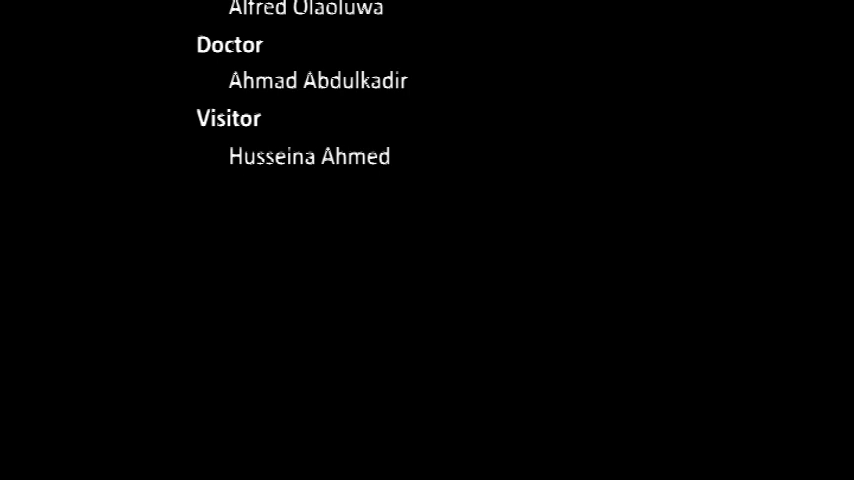 Alfred Olaoluwa
Doctor
Ahmad Abdulkadir
Visitor
Husseina Ahmed